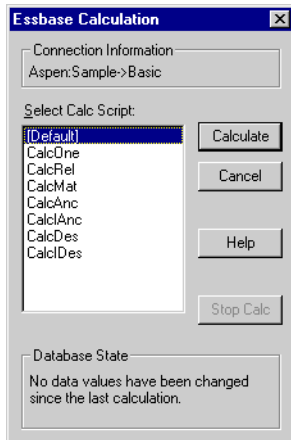 Essbase Calculation
Connection Information
Aspen:Sample->Basic
Select Calc Script:
(Default)
CalcOne
CalcRel
CalcMat
CalcAnc
CalcIAnc
CalcDes
CalcIDes
Calculate
Cancel
Help
Stop Calc
Database State
No data values have been changed
since the last calculation.